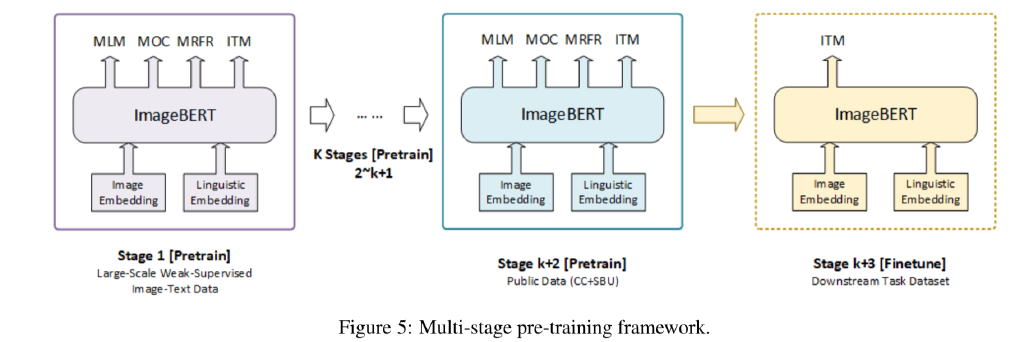 MLM MOC MRFR ITM
ImageBERT
Image
Embedding
Linguistic
Embedding
Stage 1 [Pretrain]
Large-Scale Weak-Supervised
Image-Text Data
... ...
K Stages [Pretrain]
2~k+1
MLM MOC MRFR ITM
ImageBERT
Image
Embedding
Linguistic
Embedding
Stage k+2 [Pretrain]
Public Data (CC+SBU)
ITM
ImageBERT
Image
Embedding
Linguistic
Embedding
Stage k+3 [Finetune]
Downstream Task Dataset
Figure 5: Multi-stage pre-training framework.